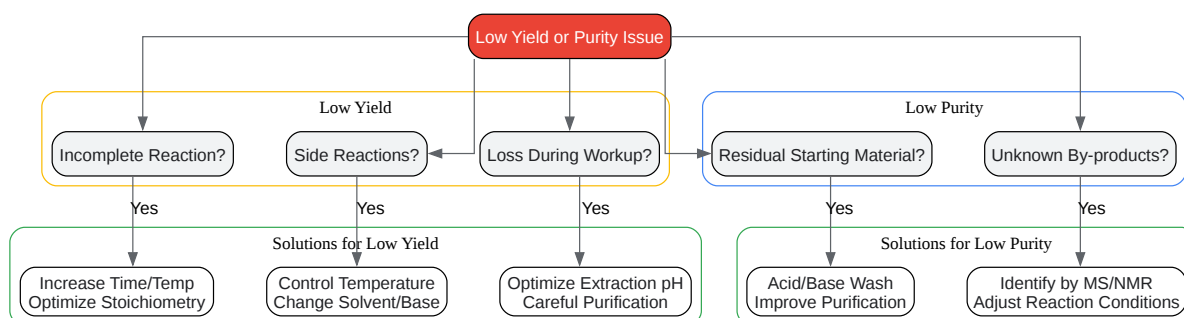 Low Yield or Purity Issue
Low Yield
Low Purity
Incomplete Reaction?
Side Reactions?
Loss During Workup?
Residual Starting Material?
Unknown By-products?
Yes
Yes
Yes
Yes
Yes
Solutions for Low Yield
Solutions for Low Purity
Increase Time/Temp
Optimize Stoichiometry
Control Temperature
Change Solvent/Base
Optimize Extraction pH
Careful Purification
Acid/Base Wash
Improve Purification
Identify by MS/NMR
Adjust Reaction Conditions